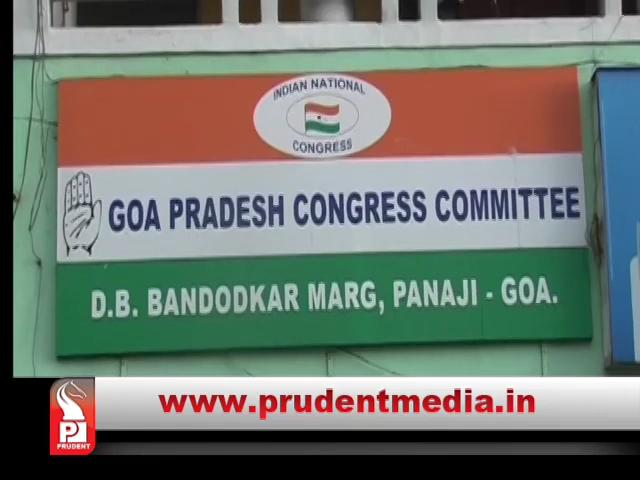 INDIAN NATIONAL
CONGRESS
GOA PRADESH CONGRESS COMMITTEE
D.B. BANDODKAR MARG, PANAJI - GOA.
www.prudentmedia.in
P
PRUDENT